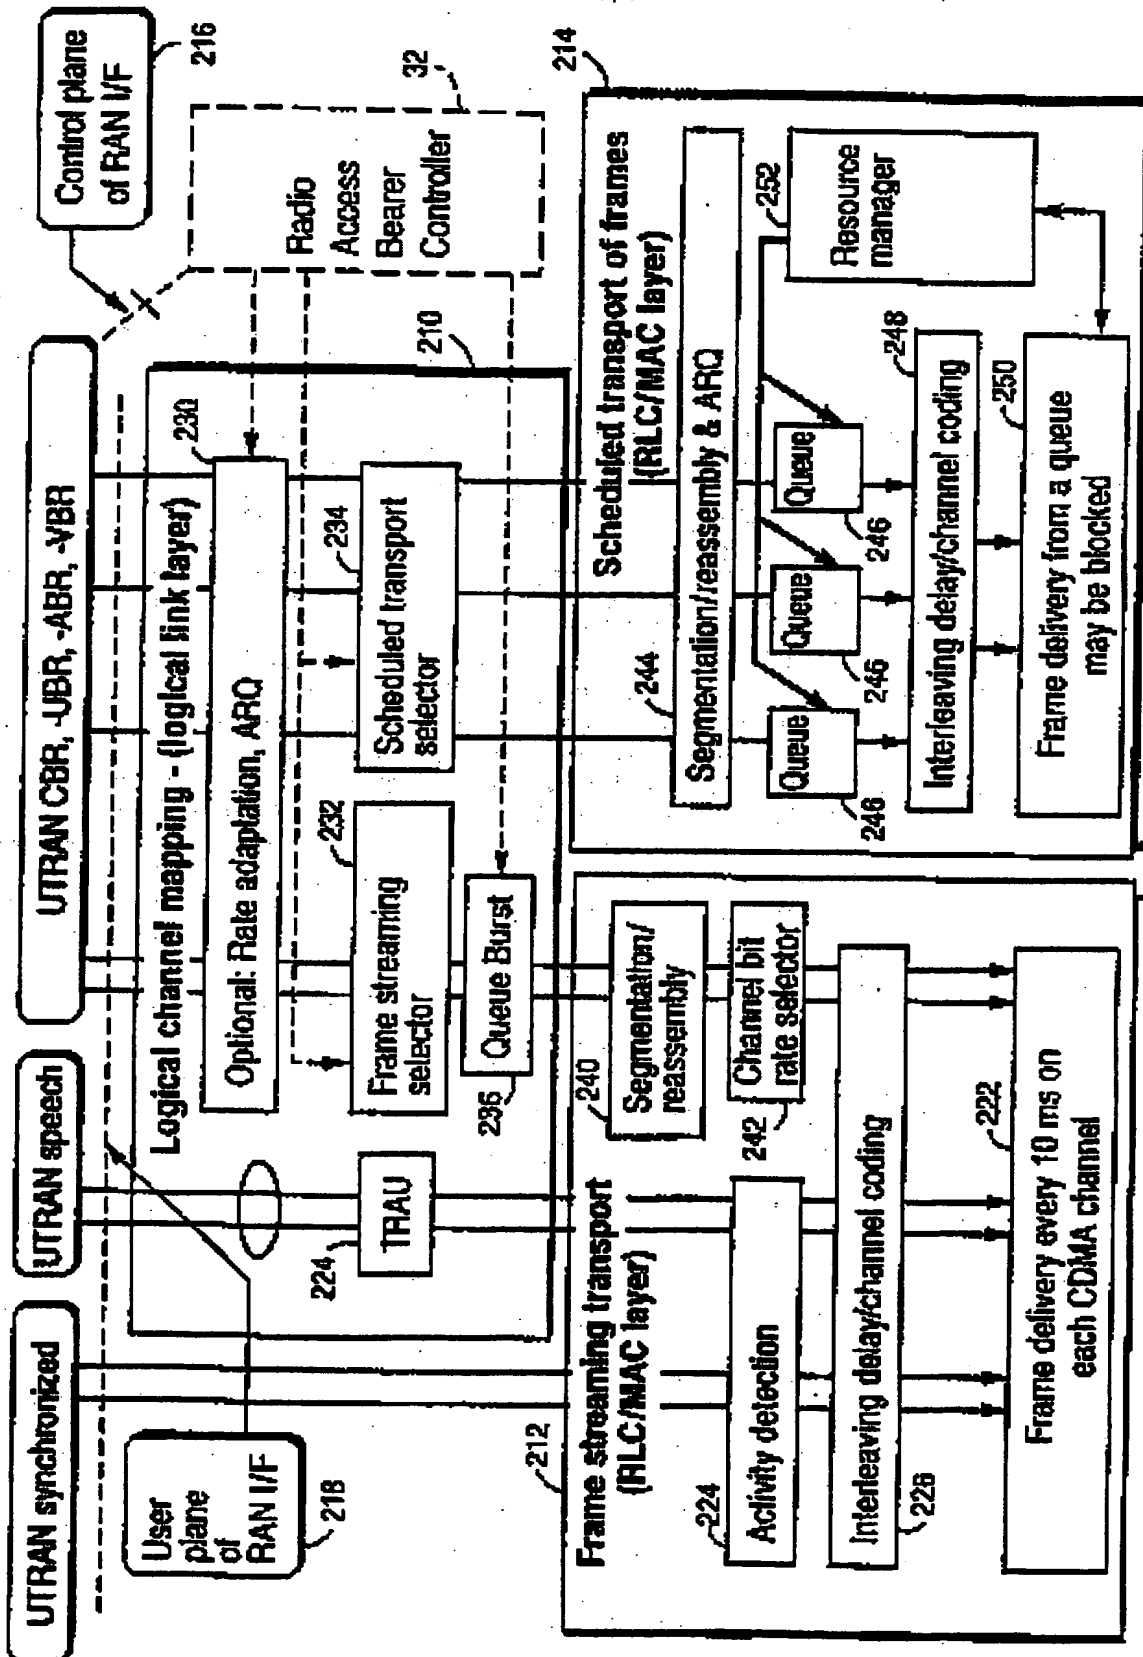 UTRAN synchronized
UTRAN speech
UTRAN CBR, -UBR, -ABR, -VBR
Control plane
of RAN I/F
216
User
plane
of
RAN I/F
218
Logical channel mapping - (logical link layer)
230
Optional: Rate adaptation, ARQ
210
Radio
Access
Bearer
Controller
32
224
TRAU
232
Frame streaming
selector
234
Scheduled transport
selector
236
Queue Burst
212
Frame streaming transport
(RLC/MAC layer)
240
Segmentation/
reassembly
224
Activity detection
242
Channel bit
rate selector
226
Interleaving delay/channel coding
222
Frame delivery every 10 ms on
each CDMA channel
214
Scheduled transport of frames
(RLC/MAC layer)
244
Segmentation/reassembly & ARQ
252
Resource
manager
Queue
246
Queue
246
Queue
246
248
Interleaving delay/channel coding
250
Frame delivery from a queue
may be blocked